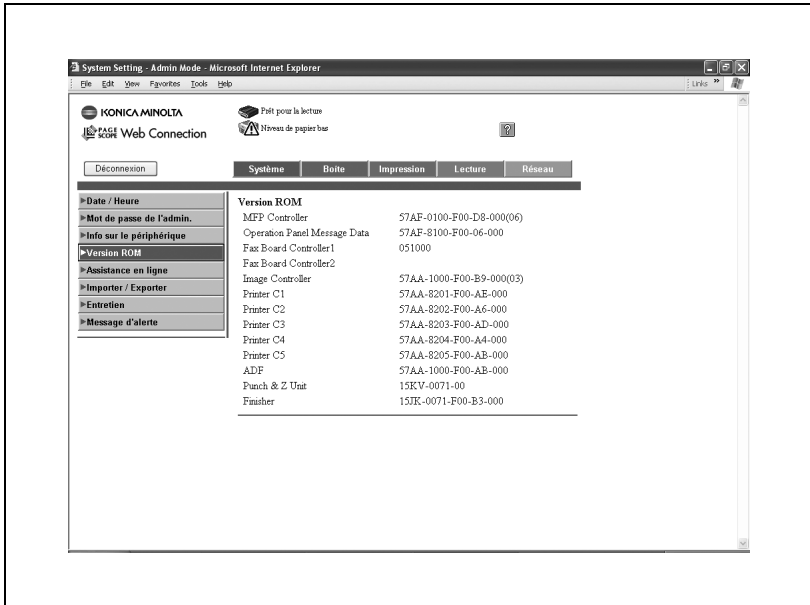 System Setting - Admin Mode - Microsoft Internet Explorer
File Edit View Favorites Tools Help
Links »
KONICA MINOLTA
Prêt pour la lecture
PAGE SCOPE Web Connection
Niveau de papier bas
?
Déconnexion
Système Boîte Impression Lecture Réseau
Date / Heure
Mot de passe de l'admin.
Info sur le périphérique
Version ROM
Assistance en ligne
Importer / Exporter
Entretien
Message d'alerte
Version ROM
MFP Controller 57AF-0100-F00-D8-000(06)
Operation Panel Message Data 57AF-8100-F00-06-000
Fax Board Controller1 051000
Fax Board Controller2
Image Controller 57AA-1000-F00-B9-000(03)
Printer C1 57AA-8201-F00-AE-000
Printer C2 57AA-8202-F00-A6-000
Printer C3 57AA-8203-F00-AD-000
Printer C4 57AA-8204-F00-A4-000
Printer C5 57AA-8205-F00-AB-000
ADF 57AA-1000-F00-AB-000
Punch & Z Unit 15KV-0071-00
Finisher 15JK-0071-F00-B3-000